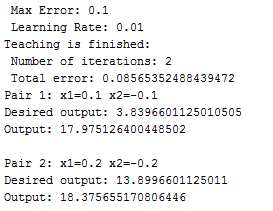 Max Error: 0.1
Learning Rate: 0.01
Teaching is finished:
Number of iterations: 2
Total error: 0.08565352488439472
Pair 1: x1=0.1 x2=-0.1
Desired output: 3.8396601125010505
Output: 17.975126400448502
Pair 2: x1=0.2 x2=-0.2
Desired output: 13.8996601125011
Output: 18.375655170806446